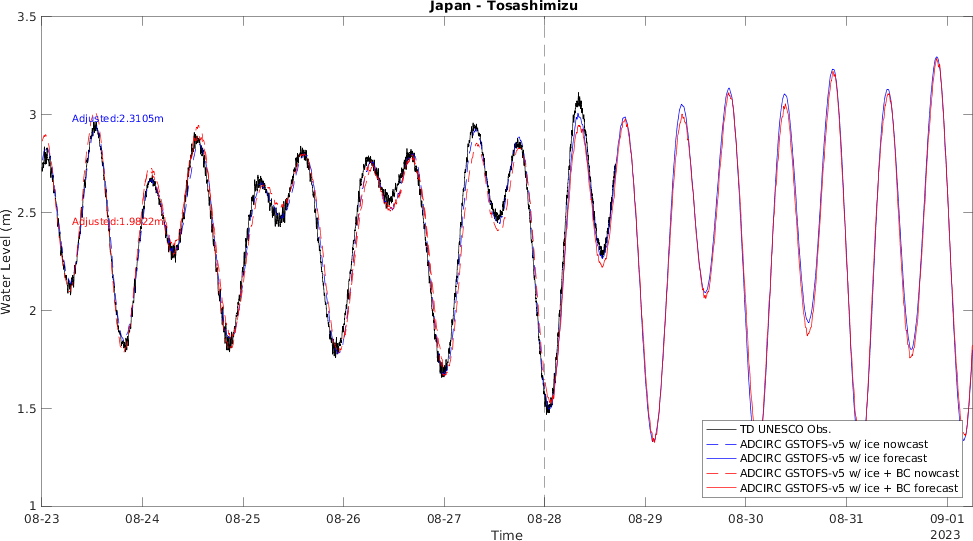 Japan - Tosashimizu
3.5
3
2.5
2
1.5
1
Water Level (m)
Adjusted:2.3105m
Adjusted:1.9822m
TD UNESCO Obs.
ADCIRC GSTOFS-v5 w/ ice nowcast
ADCIRC GSTOFS-v5 w/ ice forecast
ADCIRC GSTOFS-v5 w/ ice + BC nowcast
ADCIRC GSTOFS-v5 w/ ice + BC forecast
08-23 08-24 08-25 08-26 08-27 08-28 08-29 08-30 08-31 09-01
2023
Time